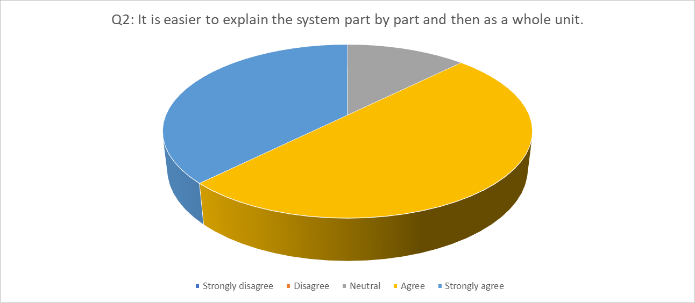 Q2: It is easier to explain the system part by part and then as a whole unit.
Strongly disagree Disagree Neutral Agree Strongly agree